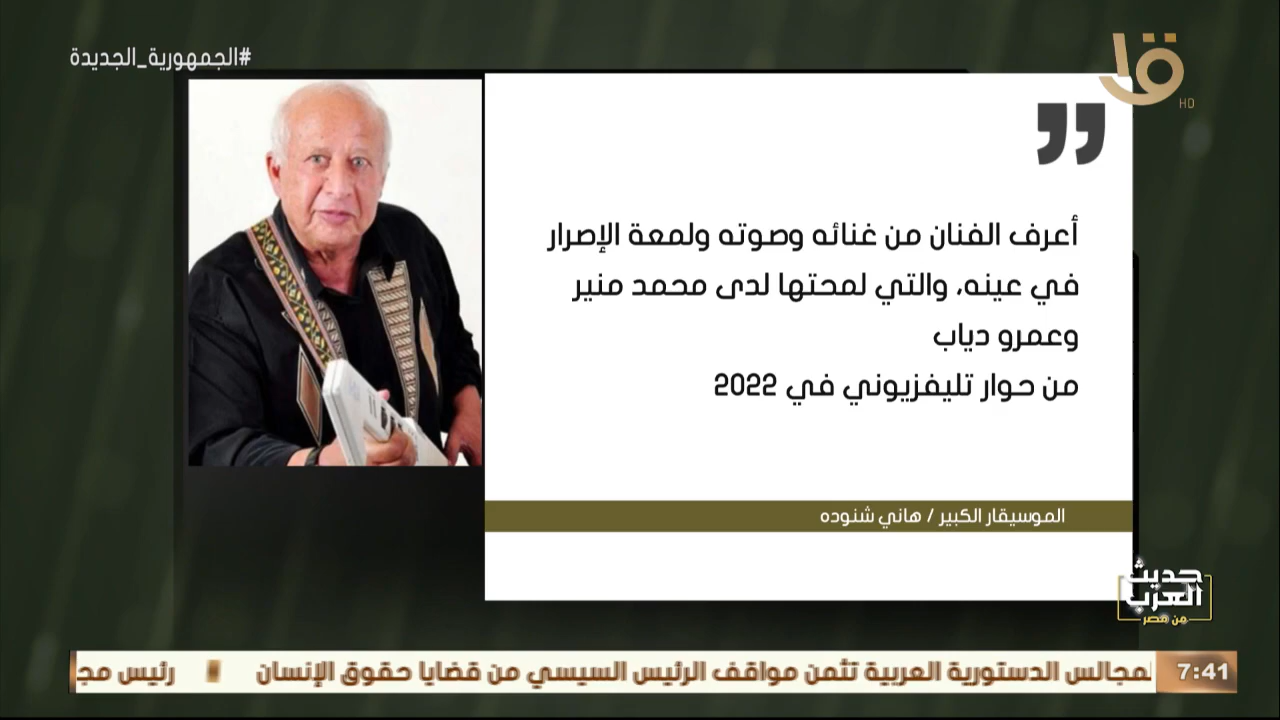 #الجمهورية_الجديدة
HD
أعرف الفنان من غنائه وصوته ولمعة الإصرار
في عينه، والتي لمحتها لدى محمد منير
وعمرو دياب
من حوار تليفزيوني في 2022
الموسيقار الكبير / هاني شنوده
حديث
العرب
من مصر
7:41
لمجالس الدستورية العربية تثمن مواقف الرئيس السيسي من قضايا حقوق الإنسان
رئيس مج